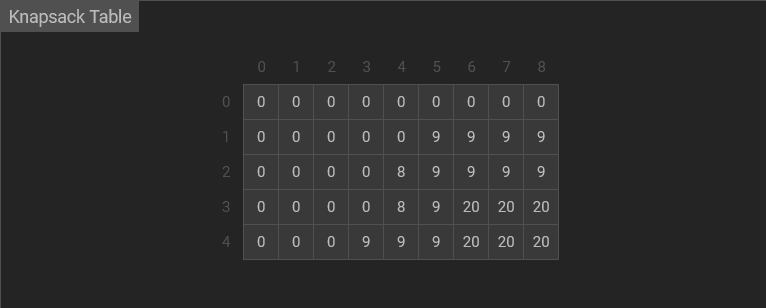 Knapsack Table
0 1 2 3 4 5 6 7 8
0 0 0 0 0 0 0 0 0 0
1 0 0 0 0 0 9 9 9 9
2 0 0 0 0 8 9 9 9 9
3 0 0 0 0 8 9 20 20 20
4 0 0 0 9 9 9 20 20 20